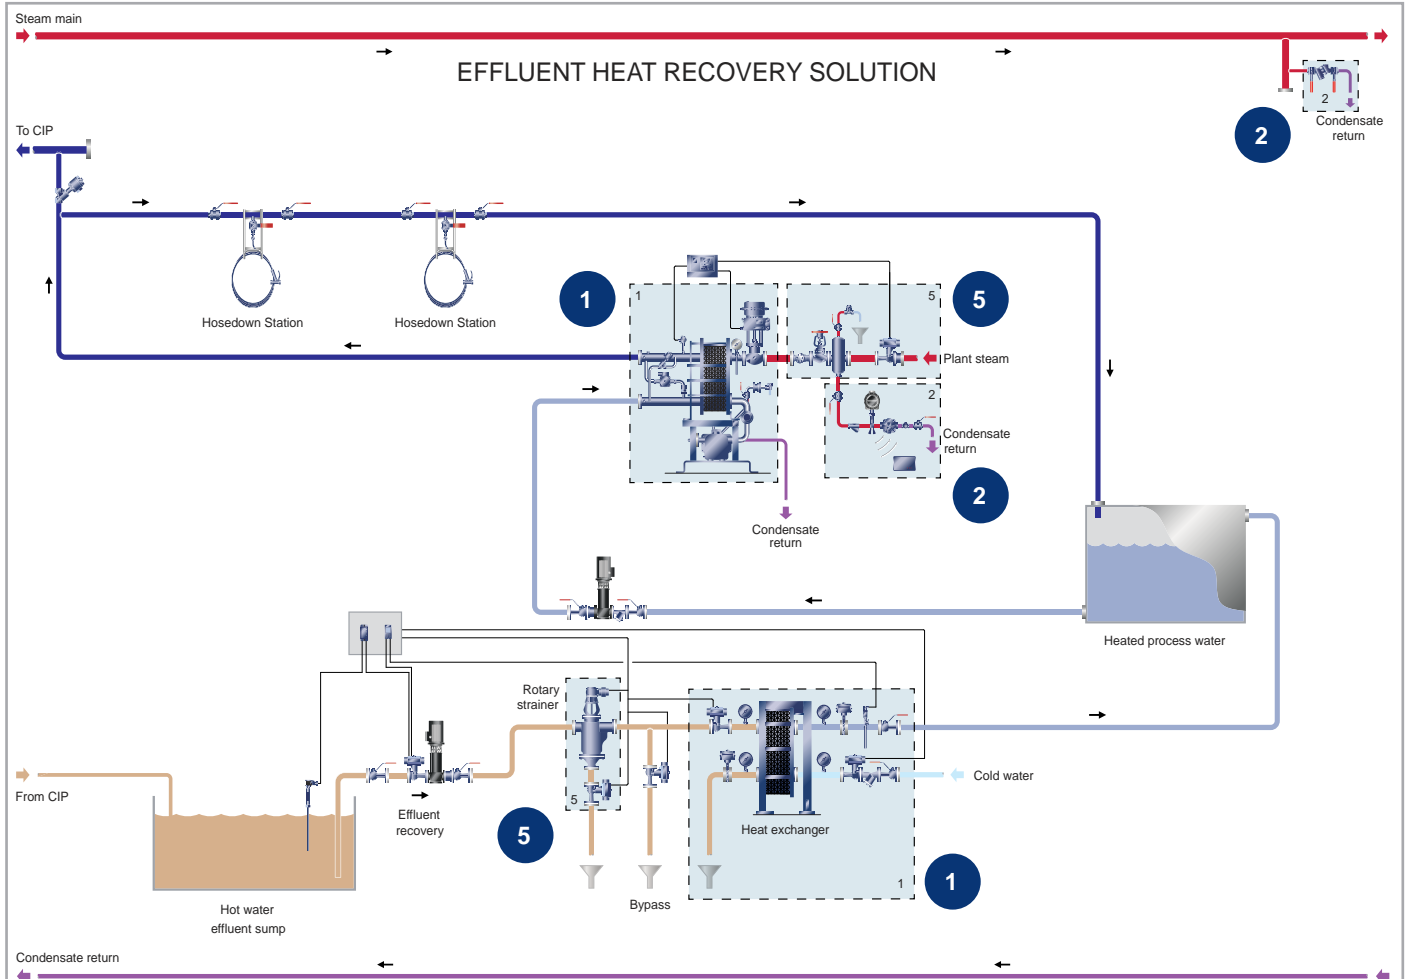 Steam main
EFFLUENT HEAT RECOVERY SOLUTION
2
2
Condensate
return
To CIP
Hosedown Station
Hosedown Station
1
1
5
5
Plant steam
2
Condensate
return
2
Condensate
return
Heated process water
Rotary
strainer
5
5
From CIP
Effluent
recovery
Cold water
Heat exchanger
1
1
Bypass
Hot water
effluent sump
Condensate return